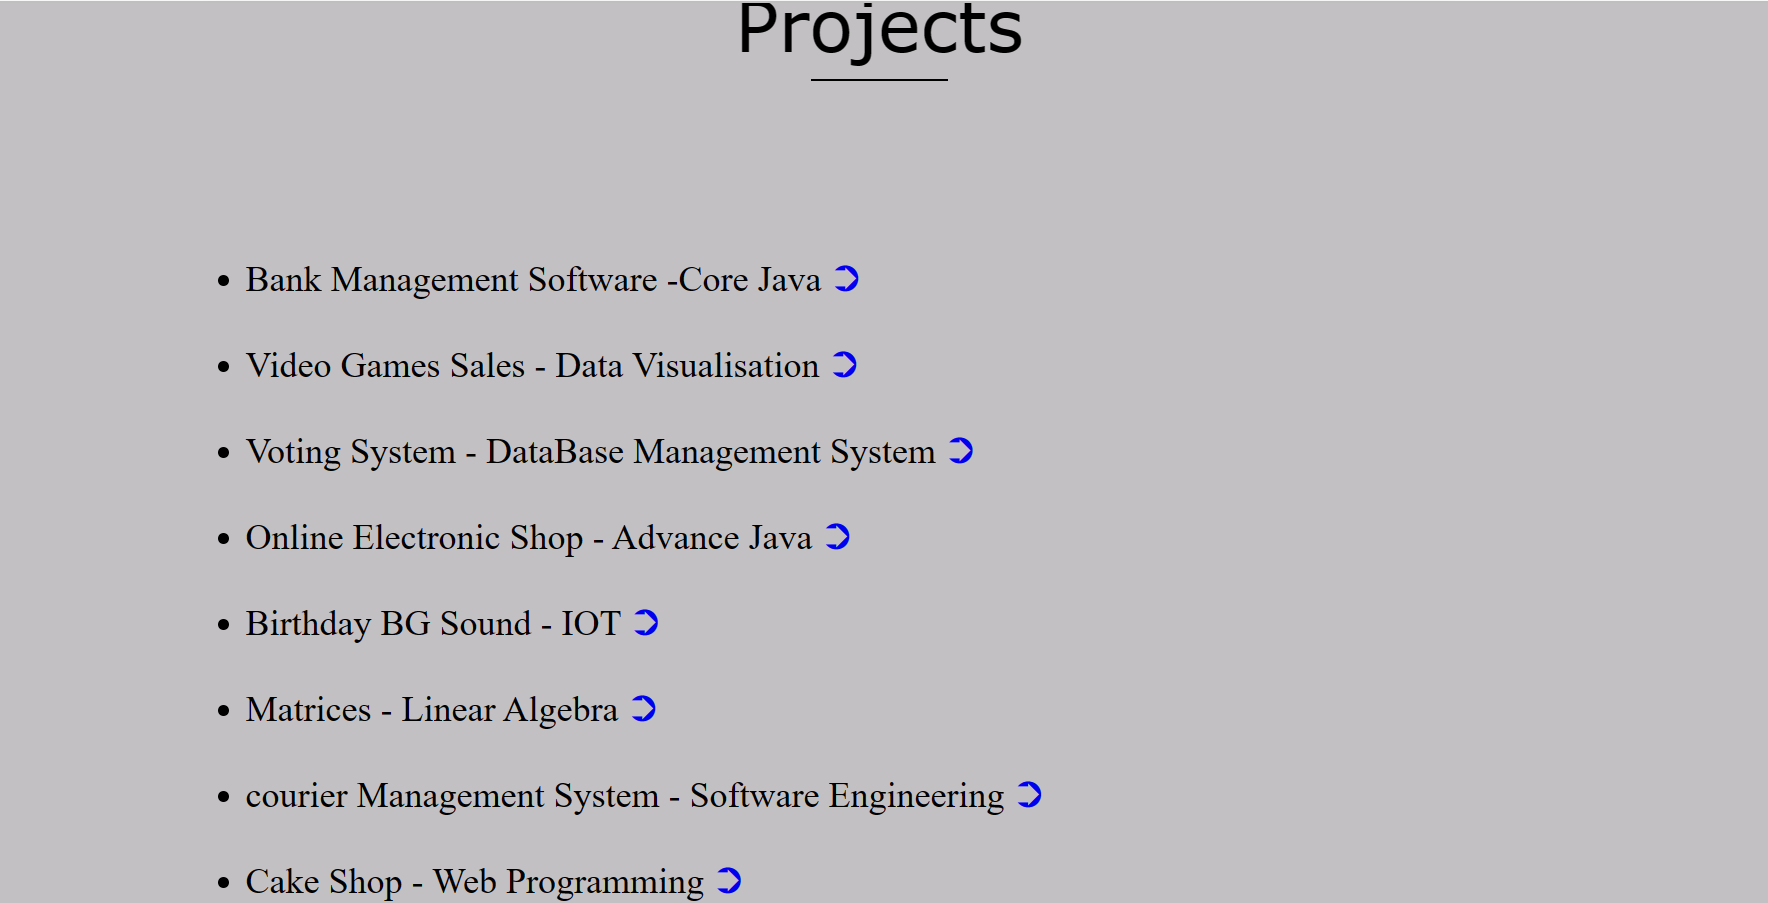 Projects
• Bank Management Software -Core Java ➲
• Video Games Sales - Data Visualisation ➲
• Voting System - DataBase Management System ➲
• Online Electronic Shop - Advance Java ➲
• Birthday BG Sound - IOT ➲
• Matrices - Linear Algebra ➲
• courier Management System - Software Engineering ➲
• Cake Shop - Web Programming ➲